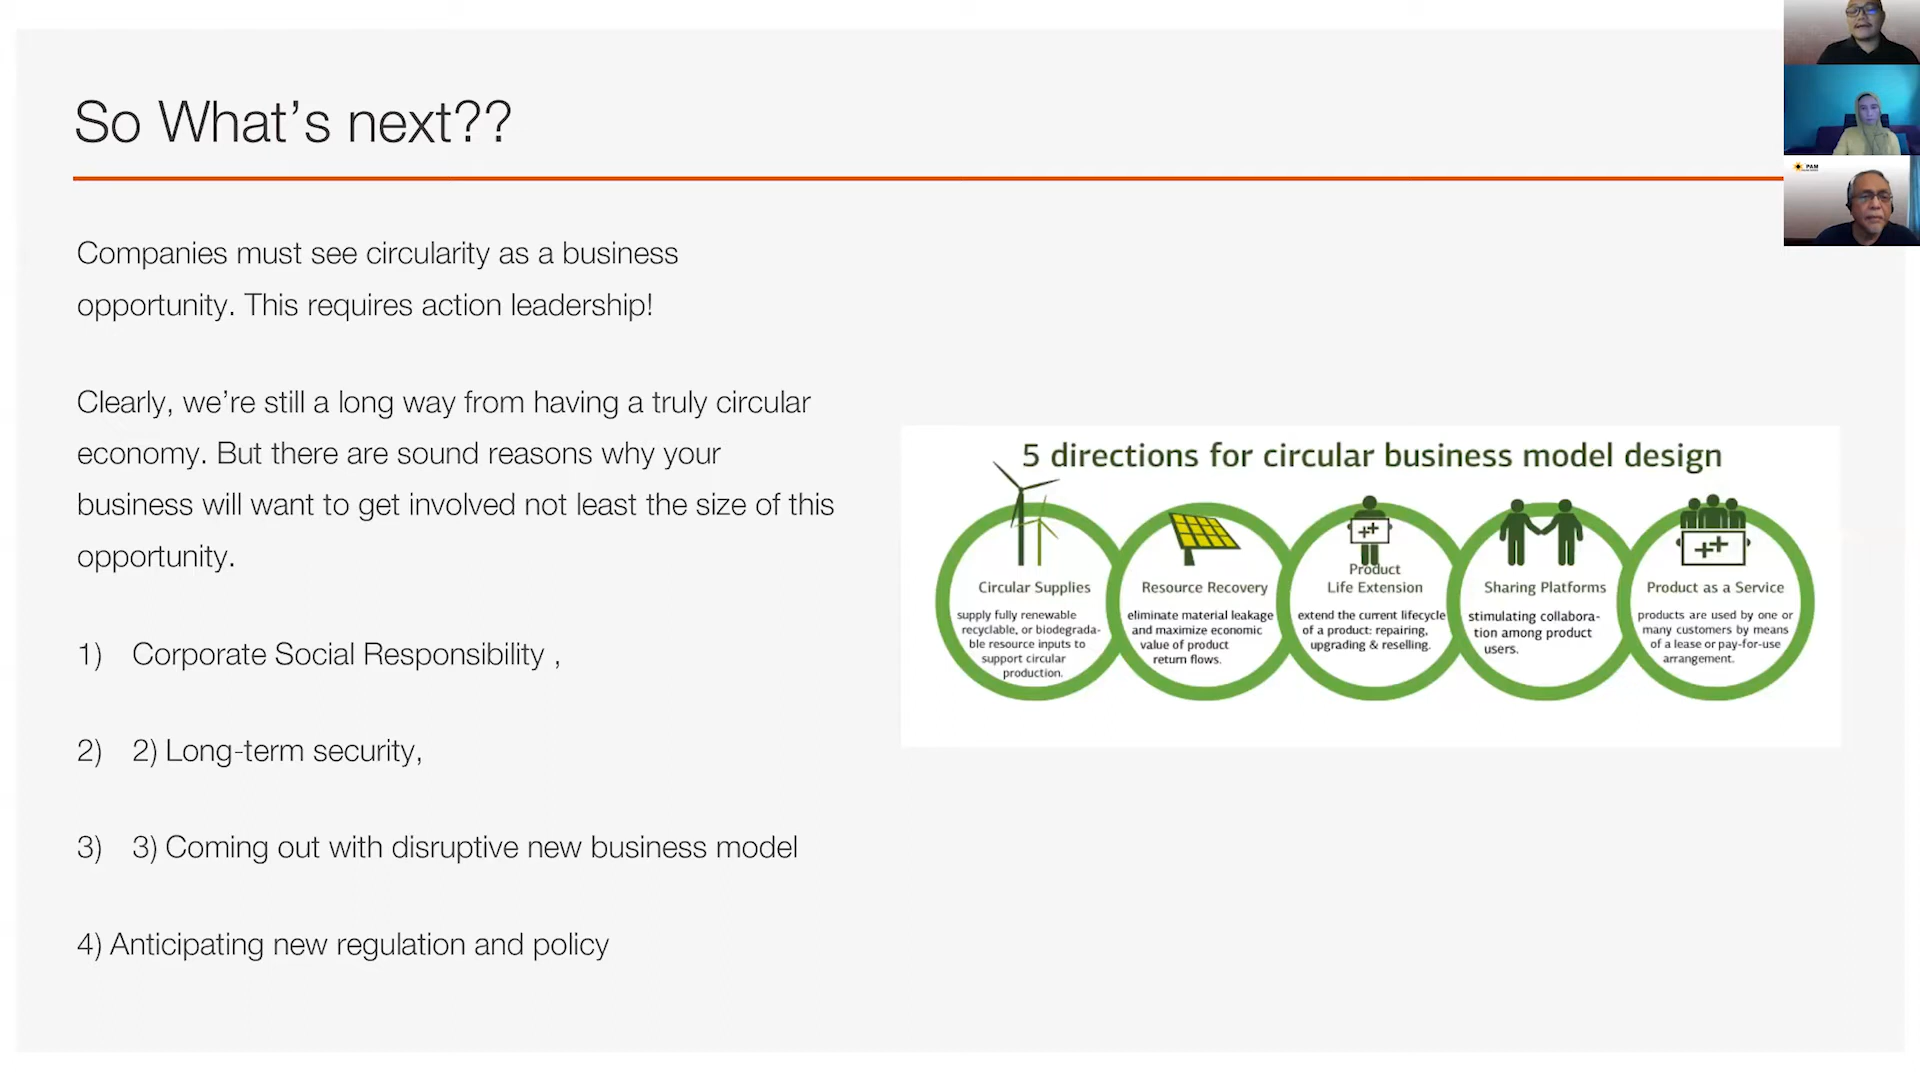 So What’s next??
Companies must see circularity as a business
opportunity. This requires action leadership!
Clearly, we’re still a long way from having a truly circular
economy. But there are sound reasons why your
business will want to get involved not least the size of this
opportunity.
1) Corporate Social Responsibility ,
2) 2) Long-term security,
3) 3) Coming out with disruptive new business model
4) Anticipating new regulation and policy
5 directions for circular business model design
Circular Supplies
supply fully renewable
recyclable, or biodegrada-
ble resource inputs to
support circular
production.
Resource Recovery
eliminate material leakage
and maximize economic
value of product
return flows.
Product
Life Extension
extend the current lifecycle
of a product: repairing,
upgrading & reselling.
Sharing Platforms
stimulating collabora-
tion among product
users.
Product as a Service
products are used by one or
many customers by means
of a lease or pay-for-use
arrangement.
PAM